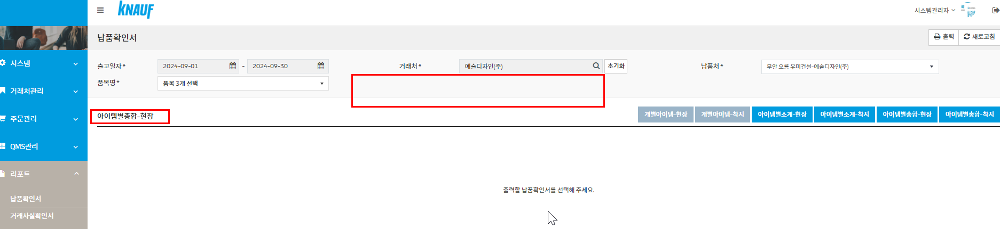 KNAUF
시스템관리자
납품확인서
출력 새로고침
시스템
거래처관리
주문관리
QMS관리
리포트
납품확인서
거래사실확인서
출고일자* 2024-09-01 - 2024-09-30 거래처* 예술디자인(주) 초기화 납품처* 무안 오룡 우미건설-예술디자인(주)
품목명* 품목 3개 선택
아이템별총합-현장 개별아이템-현장 개별아이템-착지 아이템별소계-현장 아이템별소계-착지 아이템별총합-현장 아이템별총합-착지
출력할 납품확인서를 선택해 주세요.